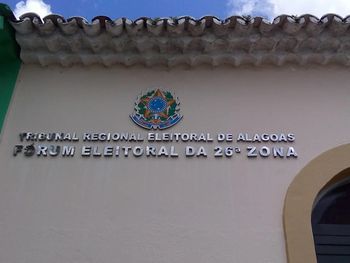 TRIBUNAL REGIONAL ELEITORAL DE ALAGOAS
FÓRUM ELEITORAL DA 26ª ZONA